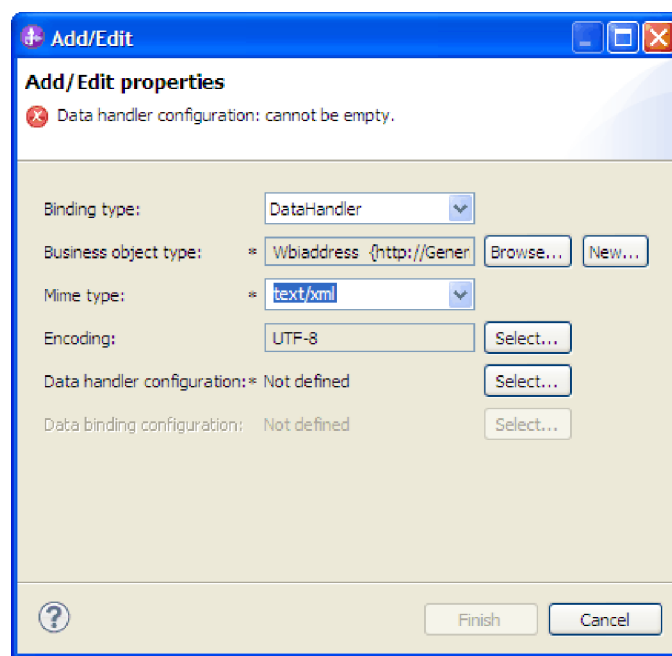 Add/Edit
Add/Edit properties
Data handler configuration: cannot be empty.
Binding type: DataHandler
Business object type: * Wbiaddress {http://Gener Browse... New...
Mime type: * text/xml
Encoding: UTF-8 Select...
Data handler configuration:* Not defined Select...
Data binding configuration: Not defined Select...
? Finish Cancel